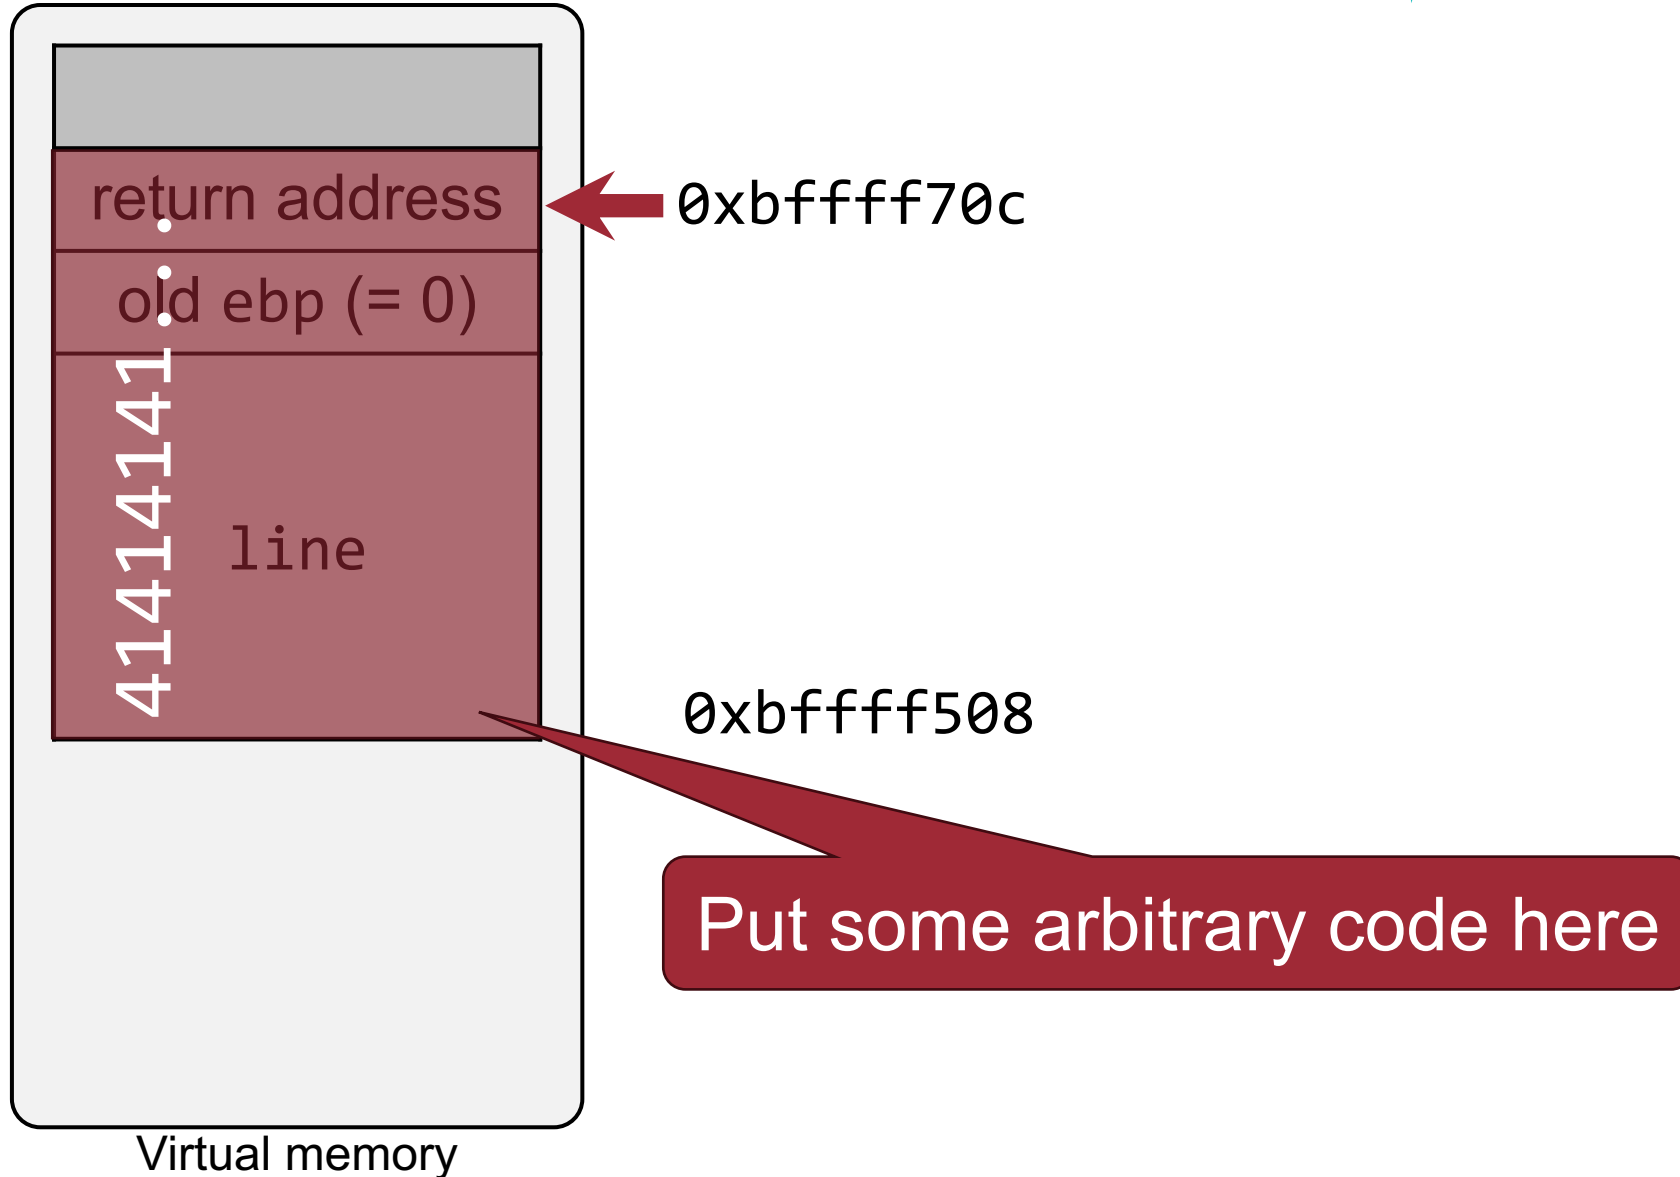 return address
0xbffff70c
old ebp (= 0)
41414141...
line
0xbffff508
Put some arbitrary code here
Virtual memory